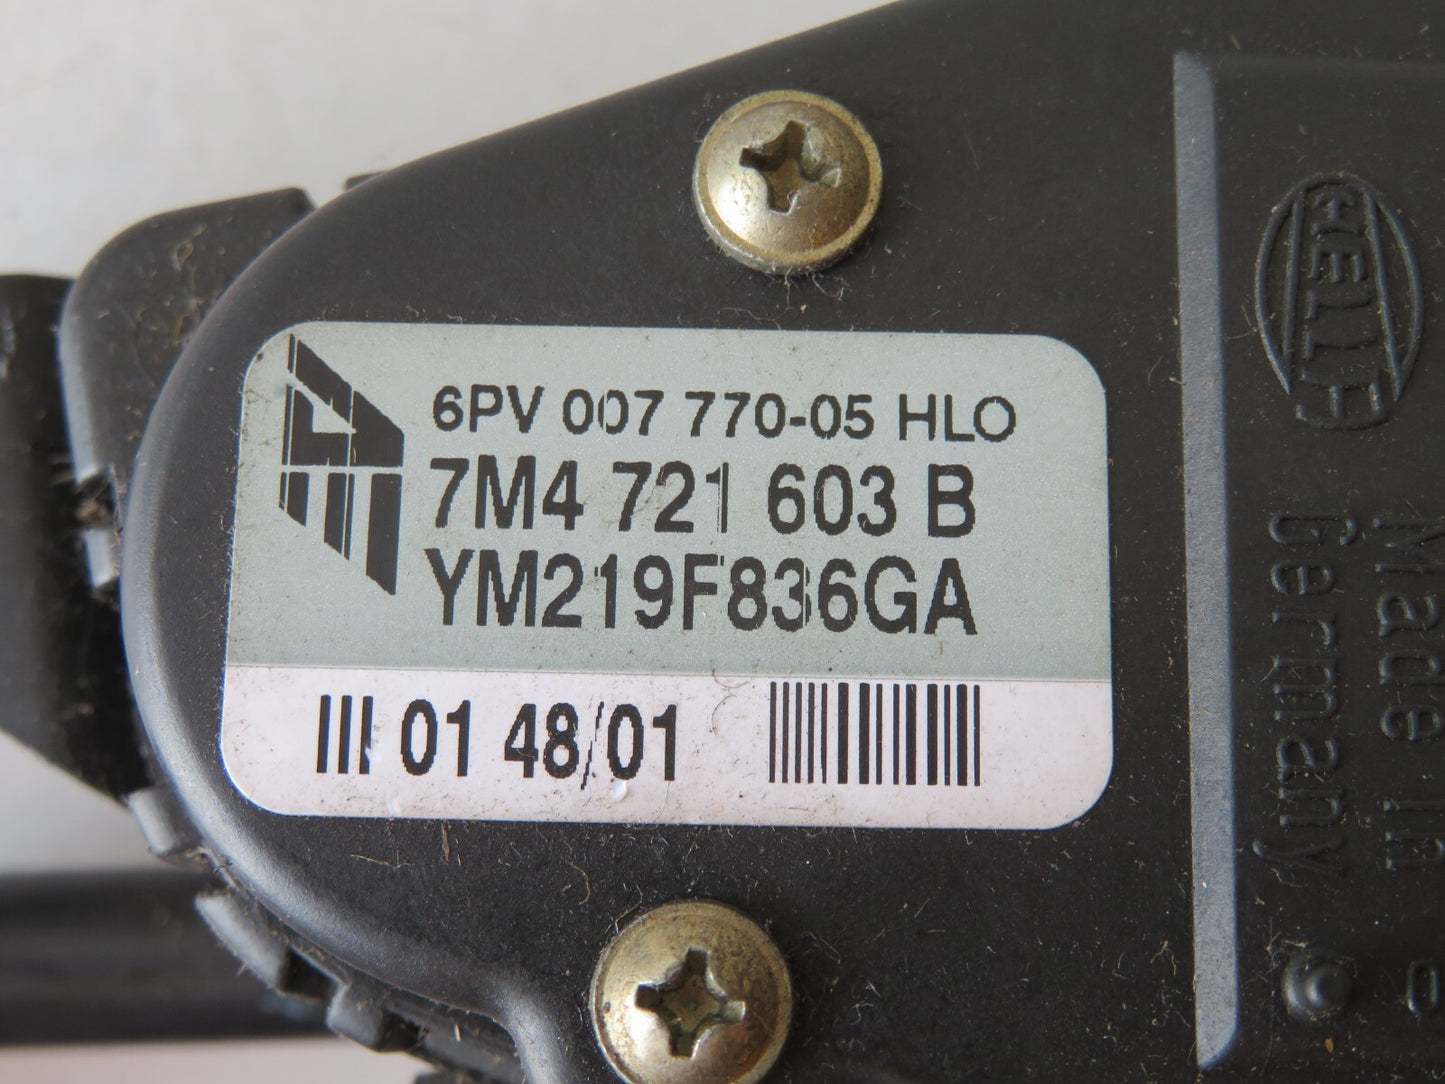 6PV 007 770-05 HLO
7M4 721 603 B
YM219F836GA
01 48/01
HELLA
Made in
Germany